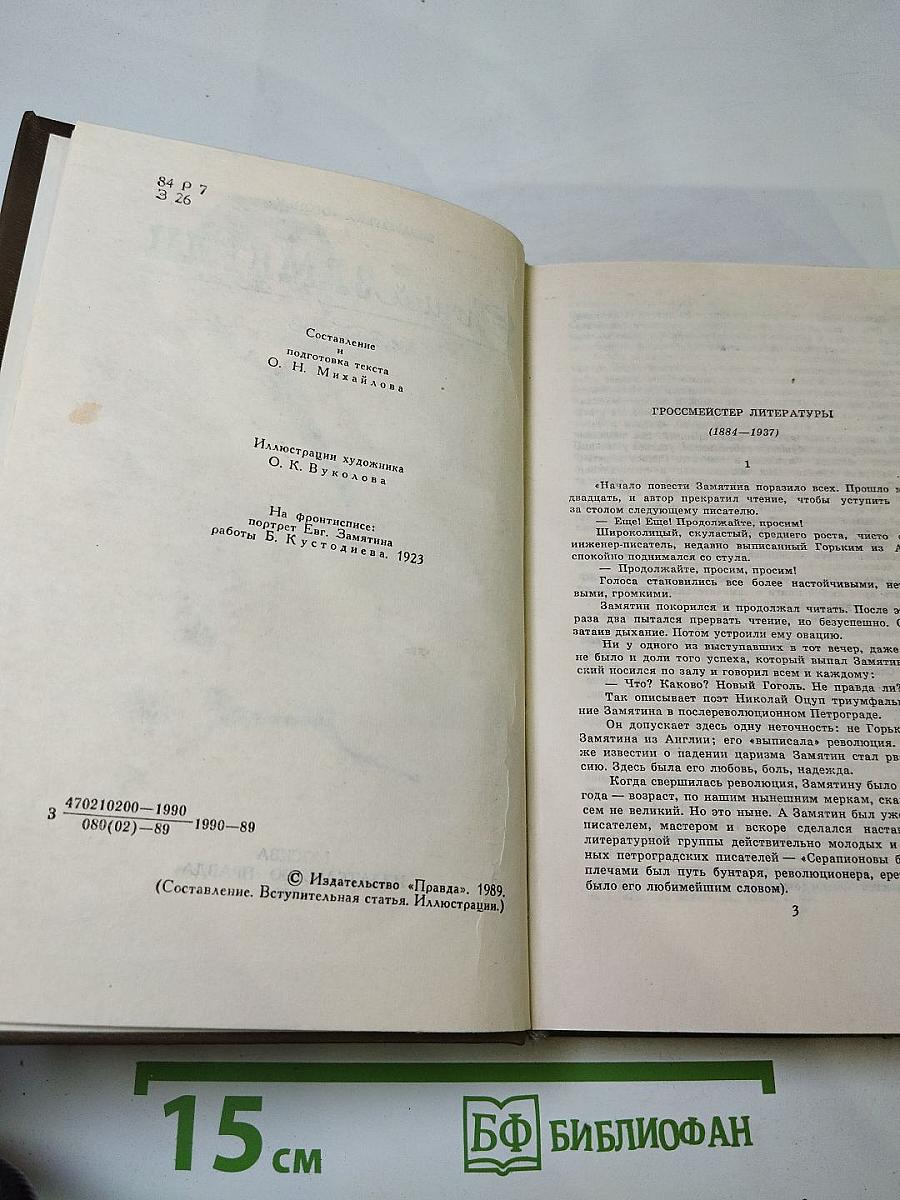 84 Р 7
З 26
Составление
и
подготовка текста
О. Н. Михайлова
Иллюстрации художника
О. К. Вуколова
На фронтисписе:
портрет Евг. Замятина
работы Б. Кустодиева. 1923
З 470210200—1990
080(02)—89
1990—89
© Издательство «Правда». 1989.
(Составление. Вступительная статья. Иллюстрации.)
ГРОССМЕЙСТЕР ЛИТЕРАТУРЫ
(1884—1937)
1
«Начало повести Замятина поразило всех. Прошло
двадцать, и автор прекратил чтение, чтобы уступить
за столом следующему писателю.
— Еще! Еще! Продолжайте, просим!
Широколицый, скуластый, среднего роста, чисто
инженер-писатель, недавно выписанный Горьким из
спокойно поднимался со стула.
— Продолжайте, просим, просим!
Голоса становились все более настойчивыми,
выми, громкими.
Замятин покорился и продолжал читать. После
раза два пытался прервать чтение, но безуспешно.
затаив дыхание. Потом устроили ему овацию.
Ни у одного из выступавших в тот вечер, даже
не было и доли того успеха, который выпал
ский носился по залу и говорил всем и каждому:
— Что? Каково? Новый Гоголь. Не правда ли?
Так описывает поэт Николай Оцуп
ние Замятина в послереволюционном Петрограде.
Он допускает здесь одну неточность: не
Замятина из Англии; его «выписала» революция.
же известии о падении царизма Замятин стал
сию. Здесь была его любовь, боль, надежда.
Когда свершилась революция, Замятину было
года — возраст, по нашим нынешним меркам,
сем не великий. Но это ныне. А Замятин был
писателем, мастером и вскоре сделался
литературной группы действительно молодых и
ных петроградских писателей — «Серапионовы
плечами был путь бунтаря, революционера,
было его любимейшим словом).
3
15 см
БФ БИБЛИОФАН